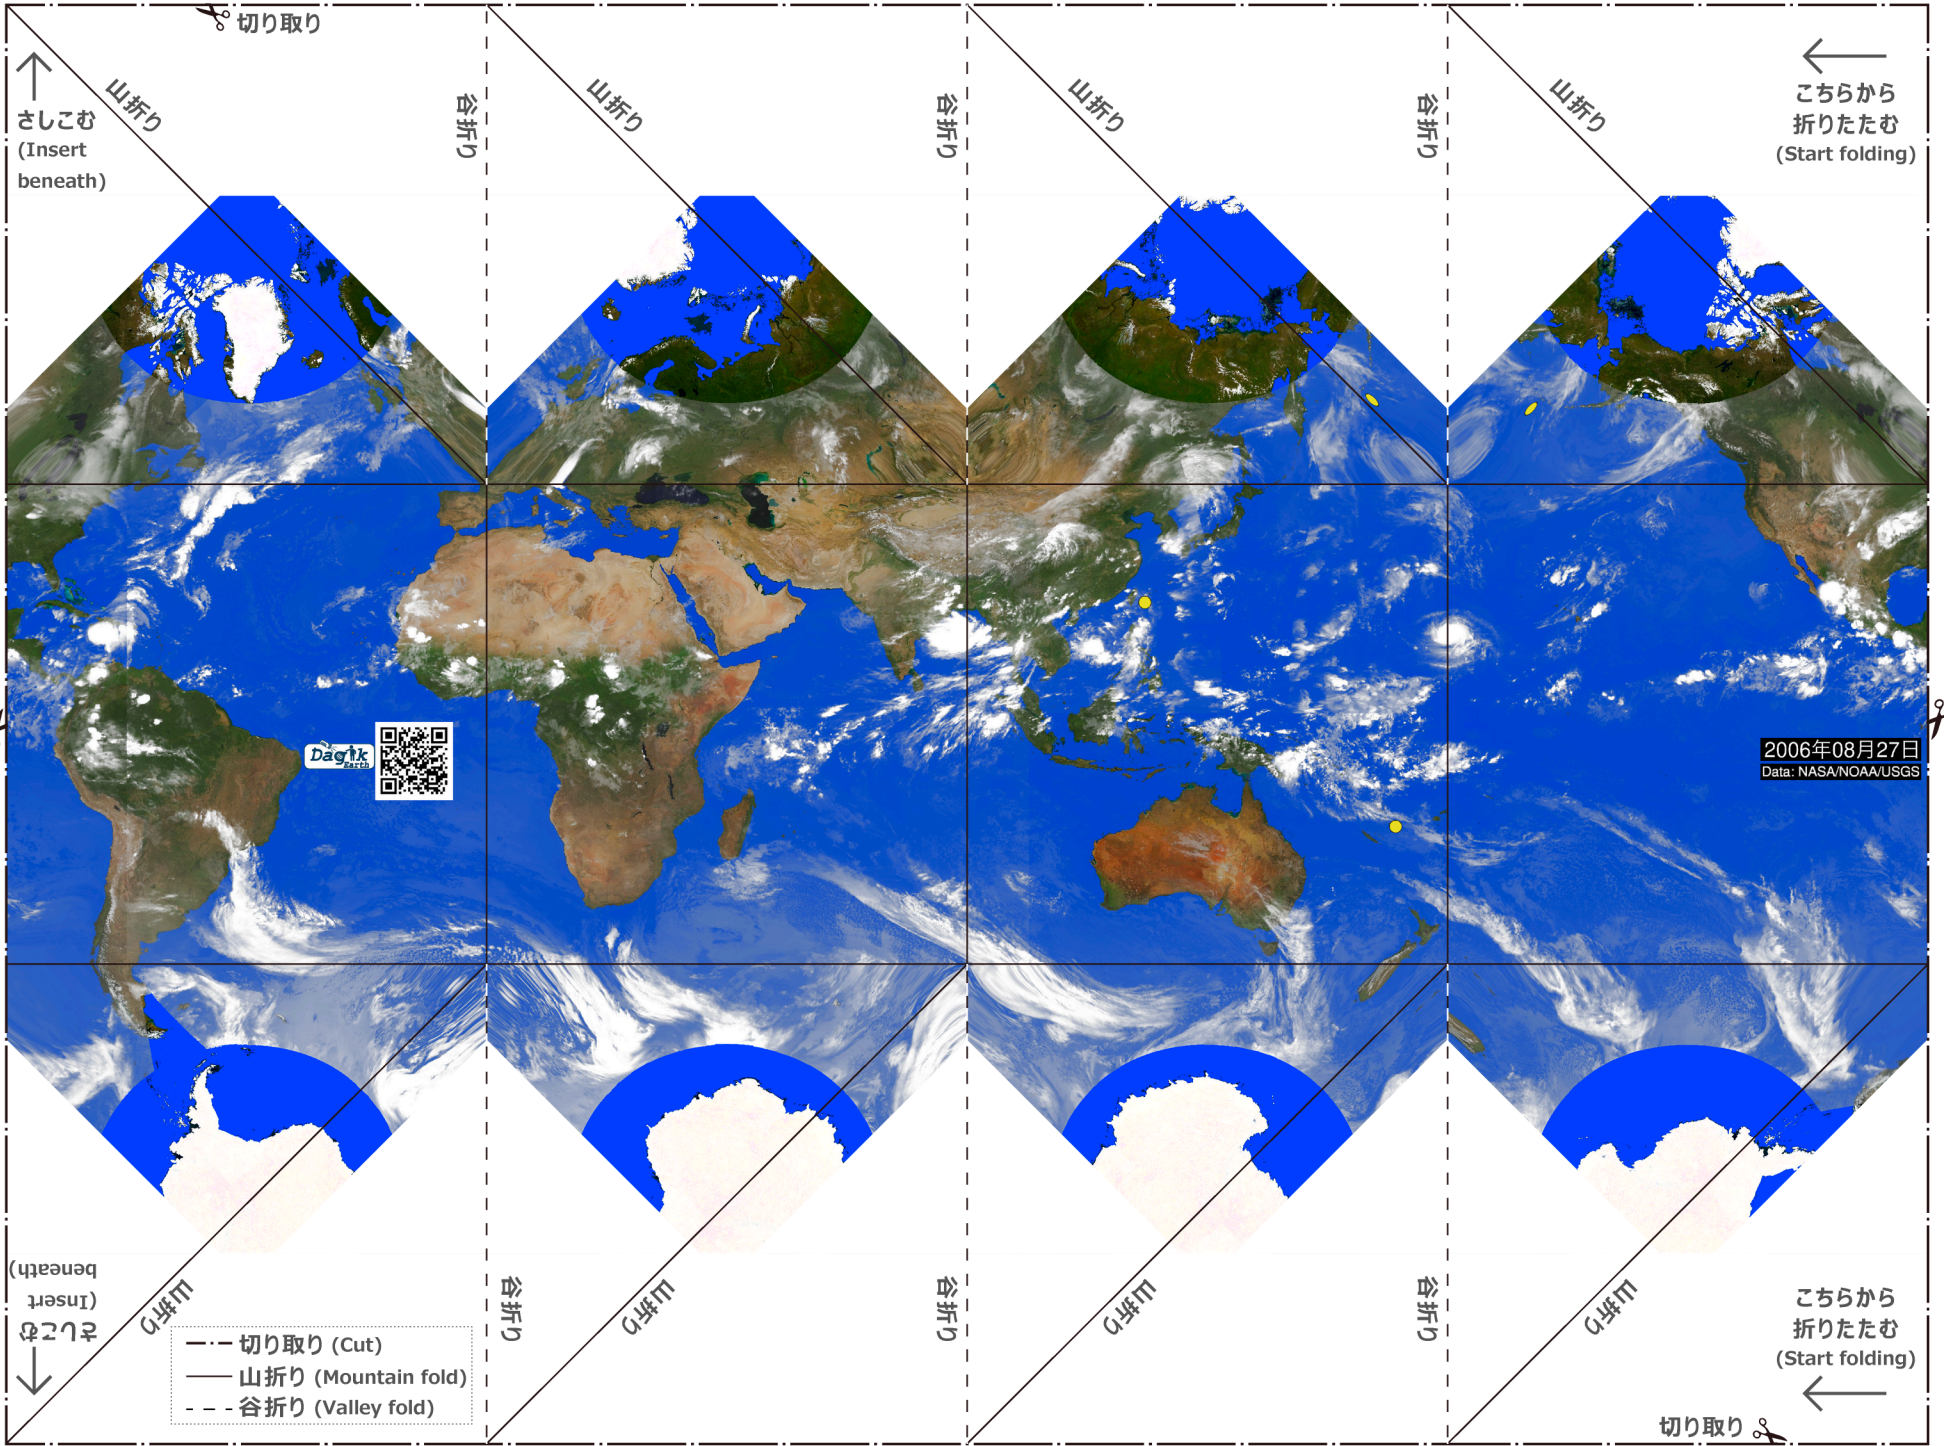 切り取り
山折り
谷折り
山折り
谷折り
山折り
谷折り
山折り
さしこむ
(Insert
beneath)
こちらから
折りたたむ
(Start folding)
Dagik
Earth
2006年08月27日
Data: NASA/NOAA/USGS
さしこむ
(Insert
beneath)
山折り
谷折り
山折り
谷折り
山折り
谷折り
山折り
こちらから
折りたたむ
(Start folding)
切り取り (Cut)
山折り (Mountain fold)
谷折り (Valley fold)
切り取り